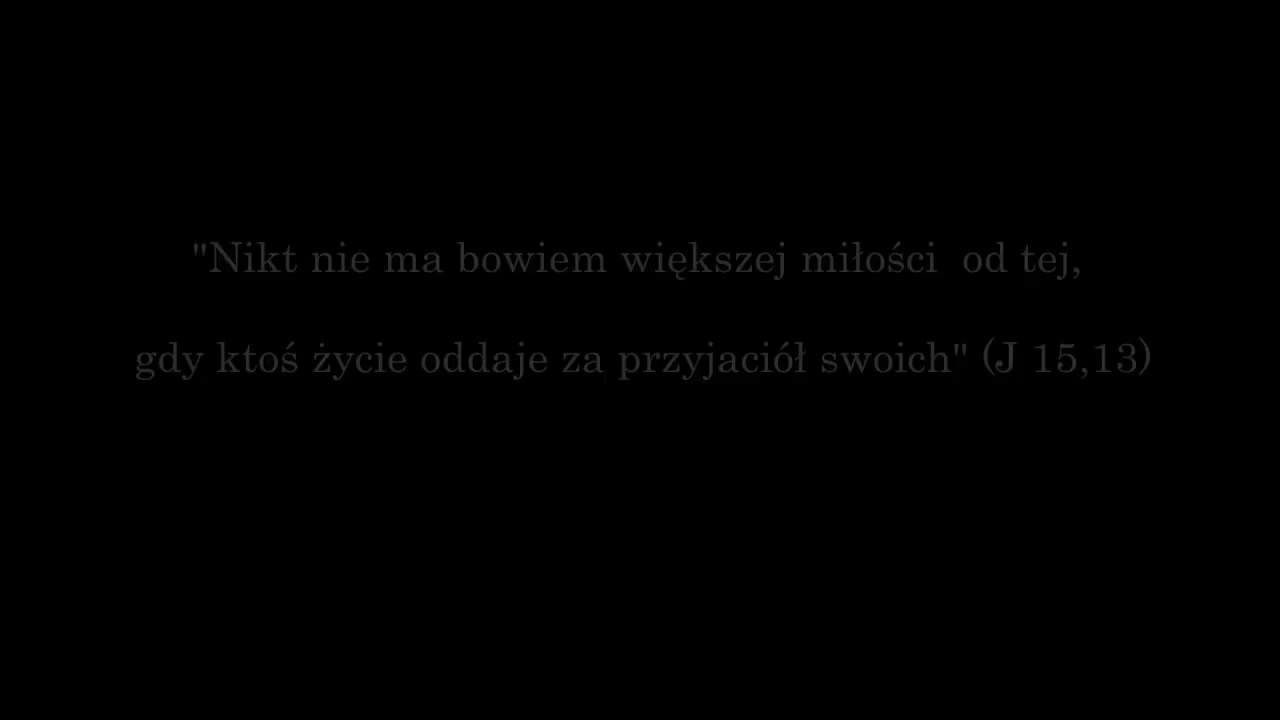 "Nikt nie ma bowiem większej miłości  od tej,
gdy ktoś życie oddaje za przyjaciół swoich" (J 15,13)